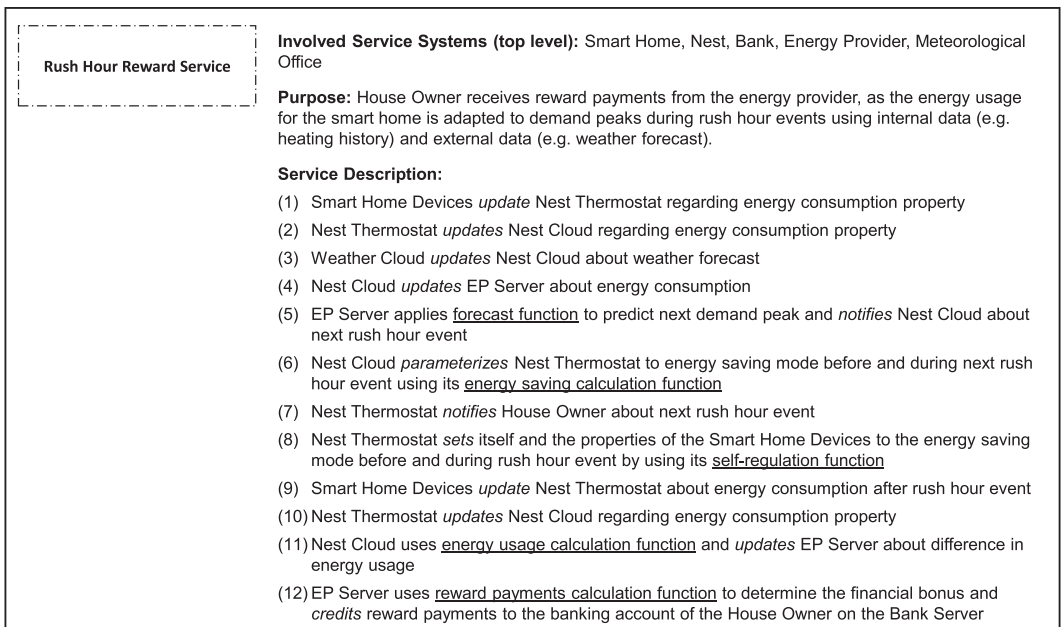 Rush Hour Reward Service
Involved Service Systems (top level): Smart Home, Nest, Bank, Energy Provider, Meteorological
Office
Purpose: House Owner receives reward payments from the energy provider, as the energy usage
for the smart home is adapted to demand peaks during rush hour events using internal data (e.g.
heating history) and external data (e.g. weather forecast).
Service Description:
(1) Smart Home Devices update Nest Thermostat regarding energy consumption property
(2) Nest Thermostat updates Nest Cloud regarding energy consumption property
(3) Weather Cloud updates Nest Cloud about weather forecast
(4) Nest Cloud updates EP Server about energy consumption
(5) EP Server applies forecast function to predict next demand peak and notifies Nest Cloud about
next rush hour event
(6) Nest Cloud parameterizes Nest Thermostat to energy saving mode before and during next rush
hour event using its energy saving calculation function
(7) Nest Thermostat notifies House Owner about next rush hour event
(8) Nest Thermostat sets itself and the properties of the Smart Home Devices to the energy saving
mode before and during rush hour event by using its self-regulation function
(9) Smart Home Devices update Nest Thermostat about energy consumption after rush hour event
(10) Nest Thermostat updates Nest Cloud regarding energy consumption property
(11) Nest Cloud uses energy usage calculation function and updates EP Server about difference in
energy usage
(12) EP Server uses reward payments calculation function to determine the financial bonus and
credits reward payments to the banking account of the House Owner on the Bank Server